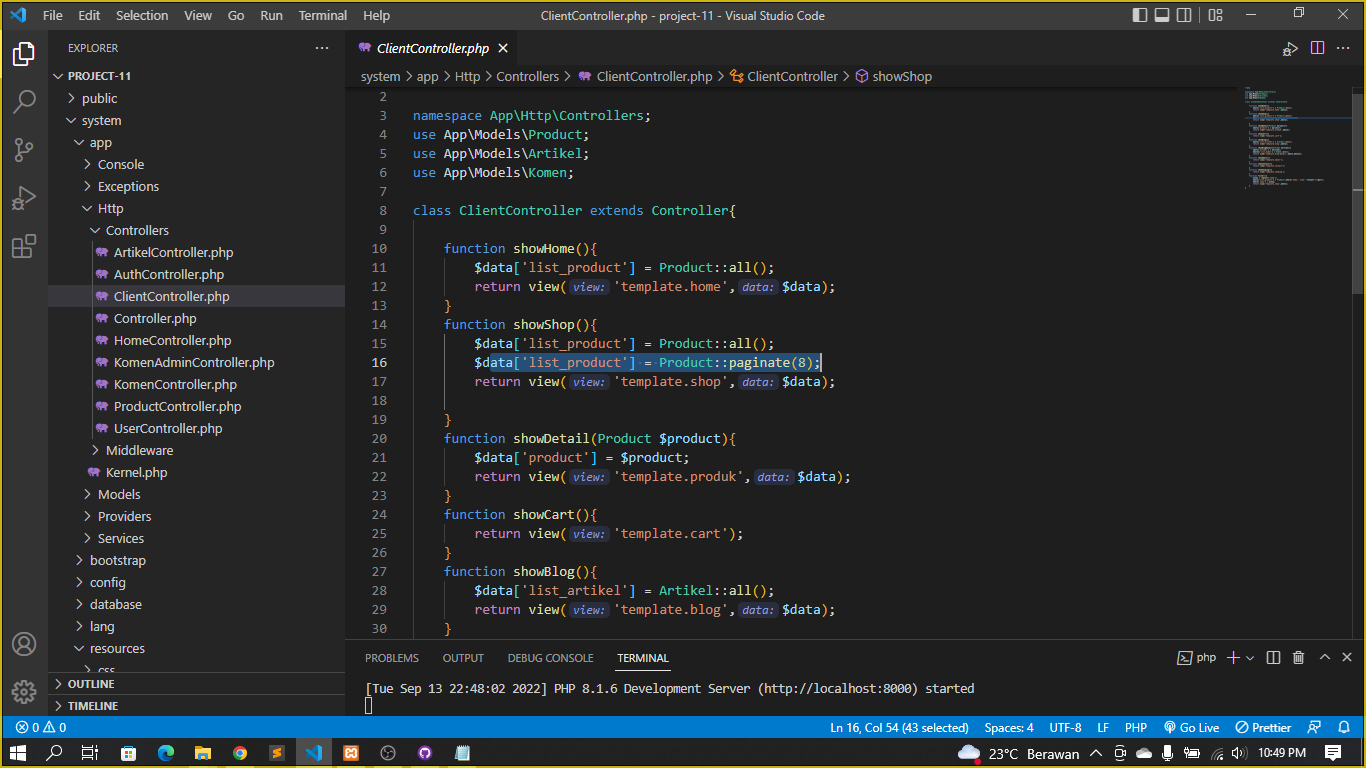 File Edit Selection View Go Run Terminal Help
ClientController.php - project-11 - Visual Studio Code
EXPLORER
PROJECT-11
public
system
app
Console
Exceptions
Http
Controllers
ArtikelController.php
AuthController.php
ClientController.php
Controller.php
HomeController.php
KomenAdminController.php
KomenController.php
ProductController.php
UserController.php
Middleware
Kernel.php
Models
Providers
Services
bootstrap
config
database
lang
resources
css
OUTLINE
TIMELINE
ClientController.php
system > app > Http > Controllers > ClientController.php > ClientController > showShop
2
3 namespace App\Http\Controllers;
4 use App\Models\Product;
5 use App\Models\Artikel;
6 use App\Models\Komen;
7
8 class ClientController extends Controller{
9
10 function showHome(){
11 $data['list_product'] = Product::all();
12 return view(view: 'template.home',data: $data);
13 }
14 function showShop(){
15 $data['list_product'] = Product::all();
16 $data['list_product'] = Product::paginate(8);
17 return view(view: 'template.shop',data: $data);
18
19 }
20 function showDetail(Product $product){
21 $data['product'] = $product;
22 return view(view: 'template.produk',data: $data);
23 }
24 function showCart(){
25 return view(view: 'template.cart');
26 }
27 function showBlog(){
28 $data['list_artikel'] = Artikel::all();
29 return view(view: 'template.blog',data: $data);
30 }
PROBLEMS OUTPUT DEBUG CONSOLE TERMINAL
php
[Tue Sep 13 22:48:02 2022] PHP 8.1.6 Development Server (http://localhost:8000) started
0 0
Ln 16, Col 54 (43 selected) Spaces: 4 UTF-8 LF PHP Go Live Prettier
23°C Berawan 10:49 PM